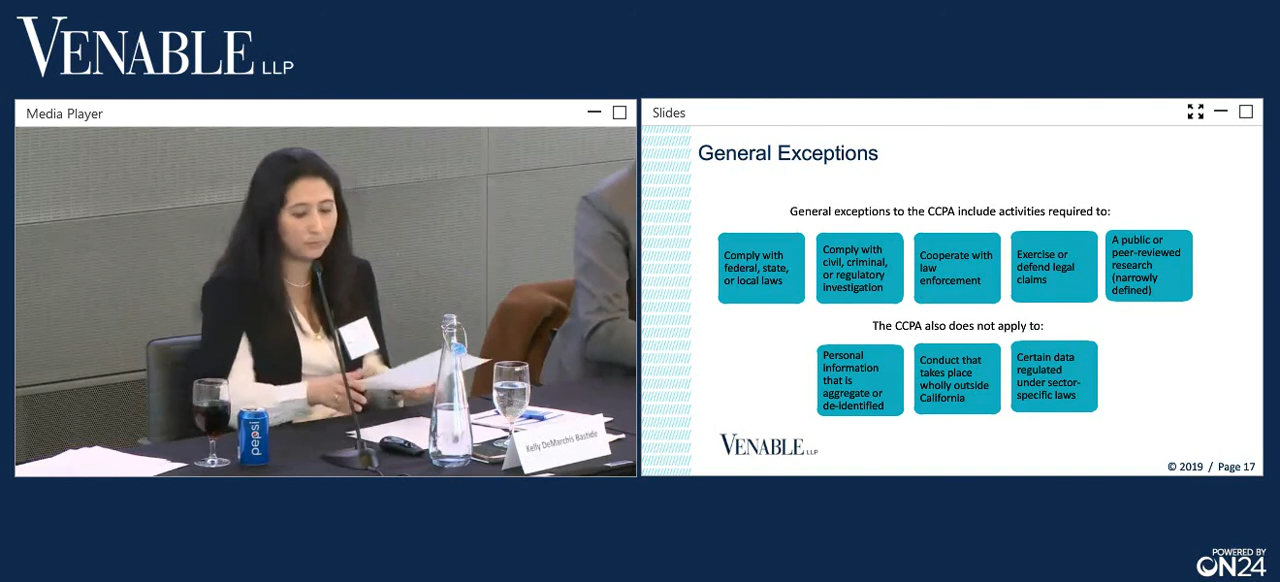 VENABLE LLP
Media Player
Slides
General Exceptions
General exceptions to the CCPA include activities required to:
Comply with
federal, state,
or local laws
Comply with
civil, criminal,
or regulatory
investigation
Cooperate with
law
enforcement
Exercise or
defend legal
claims
A public or
peer-reviewed
research
(narrowly
defined)
The CCPA also does not apply to:
Personal
information
that is
aggregate or
de-identified
Conduct that
takes place
wholly outside
California
Certain data
regulated
under sector-
specific laws
VENABLE LLP
© 2019 / Page 17
pepsi
Kelly DeMarchis Bastide
POWERED BY
ON24